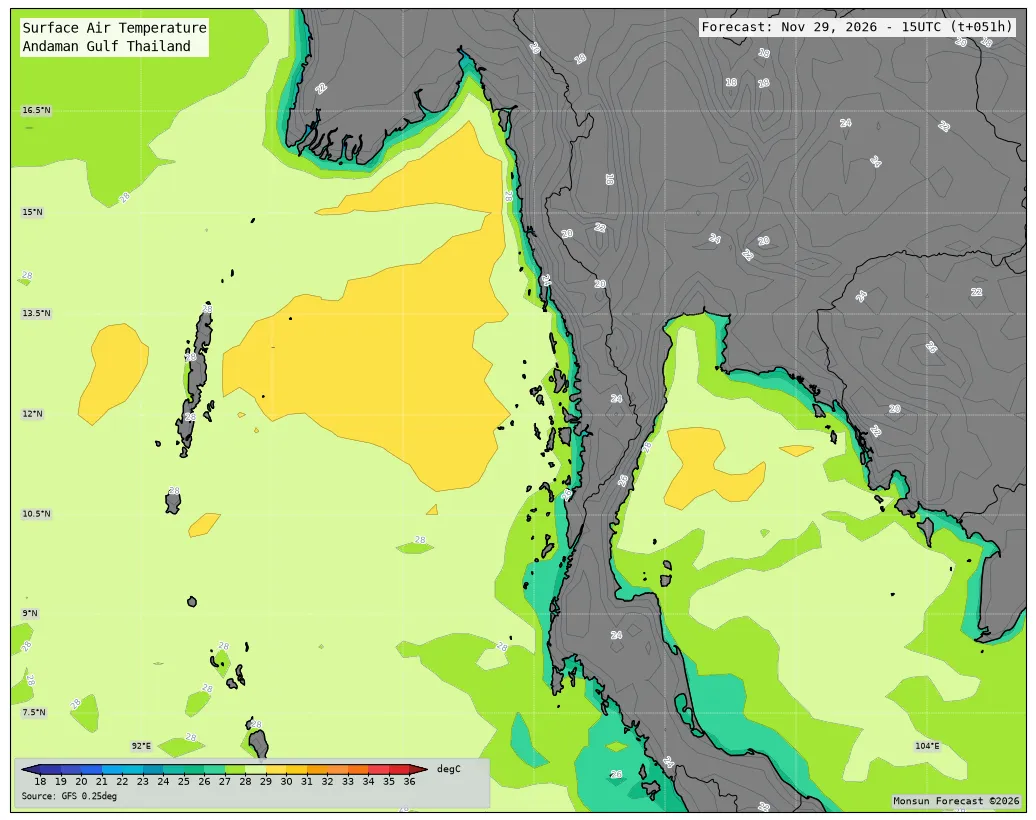 Surface Air Temperature
Andaman Gulf Thailand
Forecast: Nov 29, 2026 - 15UTC (t+051h)
16.5°N
15°N
13.5°N
12°N
10.5°N
9°N
7.5°N
92°E
104°E
18 19 20 21 22 23 24 25 26 27 28 29 30 31 32 33 34 35 36
degC
Source: GFS 0.25deg
Monsun Forecast ©2026